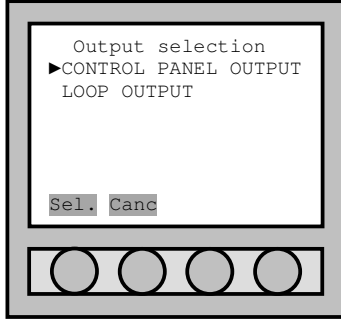 Output selection
►CONTROL PANEL OUTPUT
LOOP OUTPUT
Sel. Canc